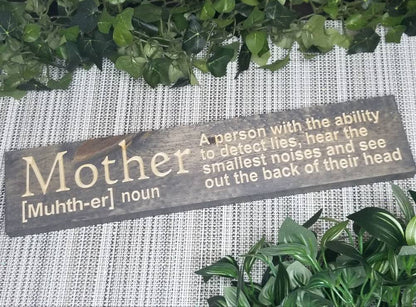 Mother
[Muhth-er] noun
A person with the ability
to detect lies, hear the
smallest noises and see
out the back of their head